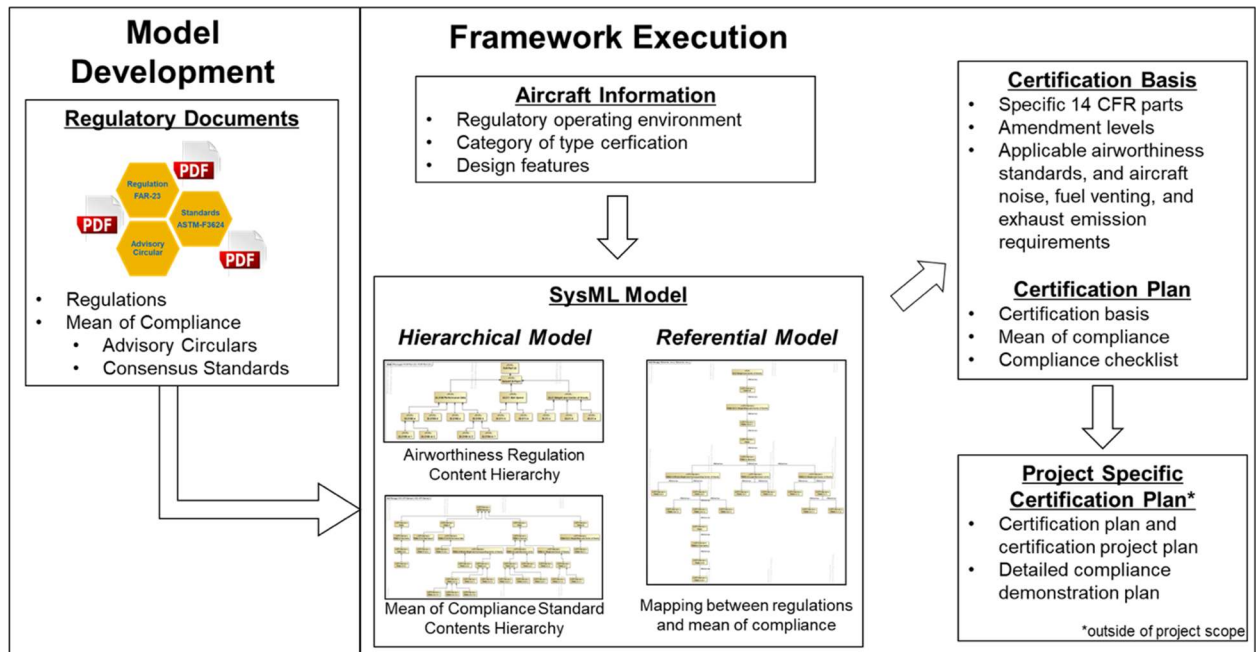 Model
Development
Regulatory Documents
PDF
Regulation
FAR-23
PDF
Standards
ASTM-F3624
Advisory
Circular
PDF
• Regulations
• Mean of Compliance
• Advisory Circulars
• Consensus Standards
Framework Execution
Aircraft Information
• Regulatory operating environment
• Category of type cerfication
• Design features
SysML Model
Hierarchical Model
Airworthiness Regulation
Content Hierarchy
Mean of Compliance Standard
Contents Hierarchy
Referential Model
Mapping between regulations
and mean of compliance
Certification Basis
• Specific 14 CFR parts
• Amendment levels
• Applicable airworthiness
standards, and aircraft
noise, fuel venting, and
exhaust emission
requirements
Certification Plan
• Certification basis
• Mean of compliance
• Compliance checklist
Project Specific
Certification Plan*
• Certification plan and
certification project plan
• Detailed compliance
demonstration plan
*outside of project scope